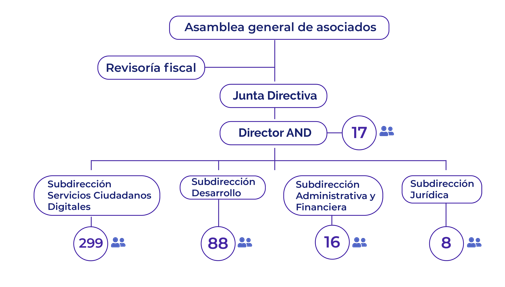 Asamblea general de asociados
Revisoría fiscal
Junta Directiva
Director AND
17
Subdirección
Servicios Ciudadanos
Digitales
299
Subdirección
Desarrollo
88
Subdirección
Administrativa y
Financiera
16
Subdirección
Jurídica
8